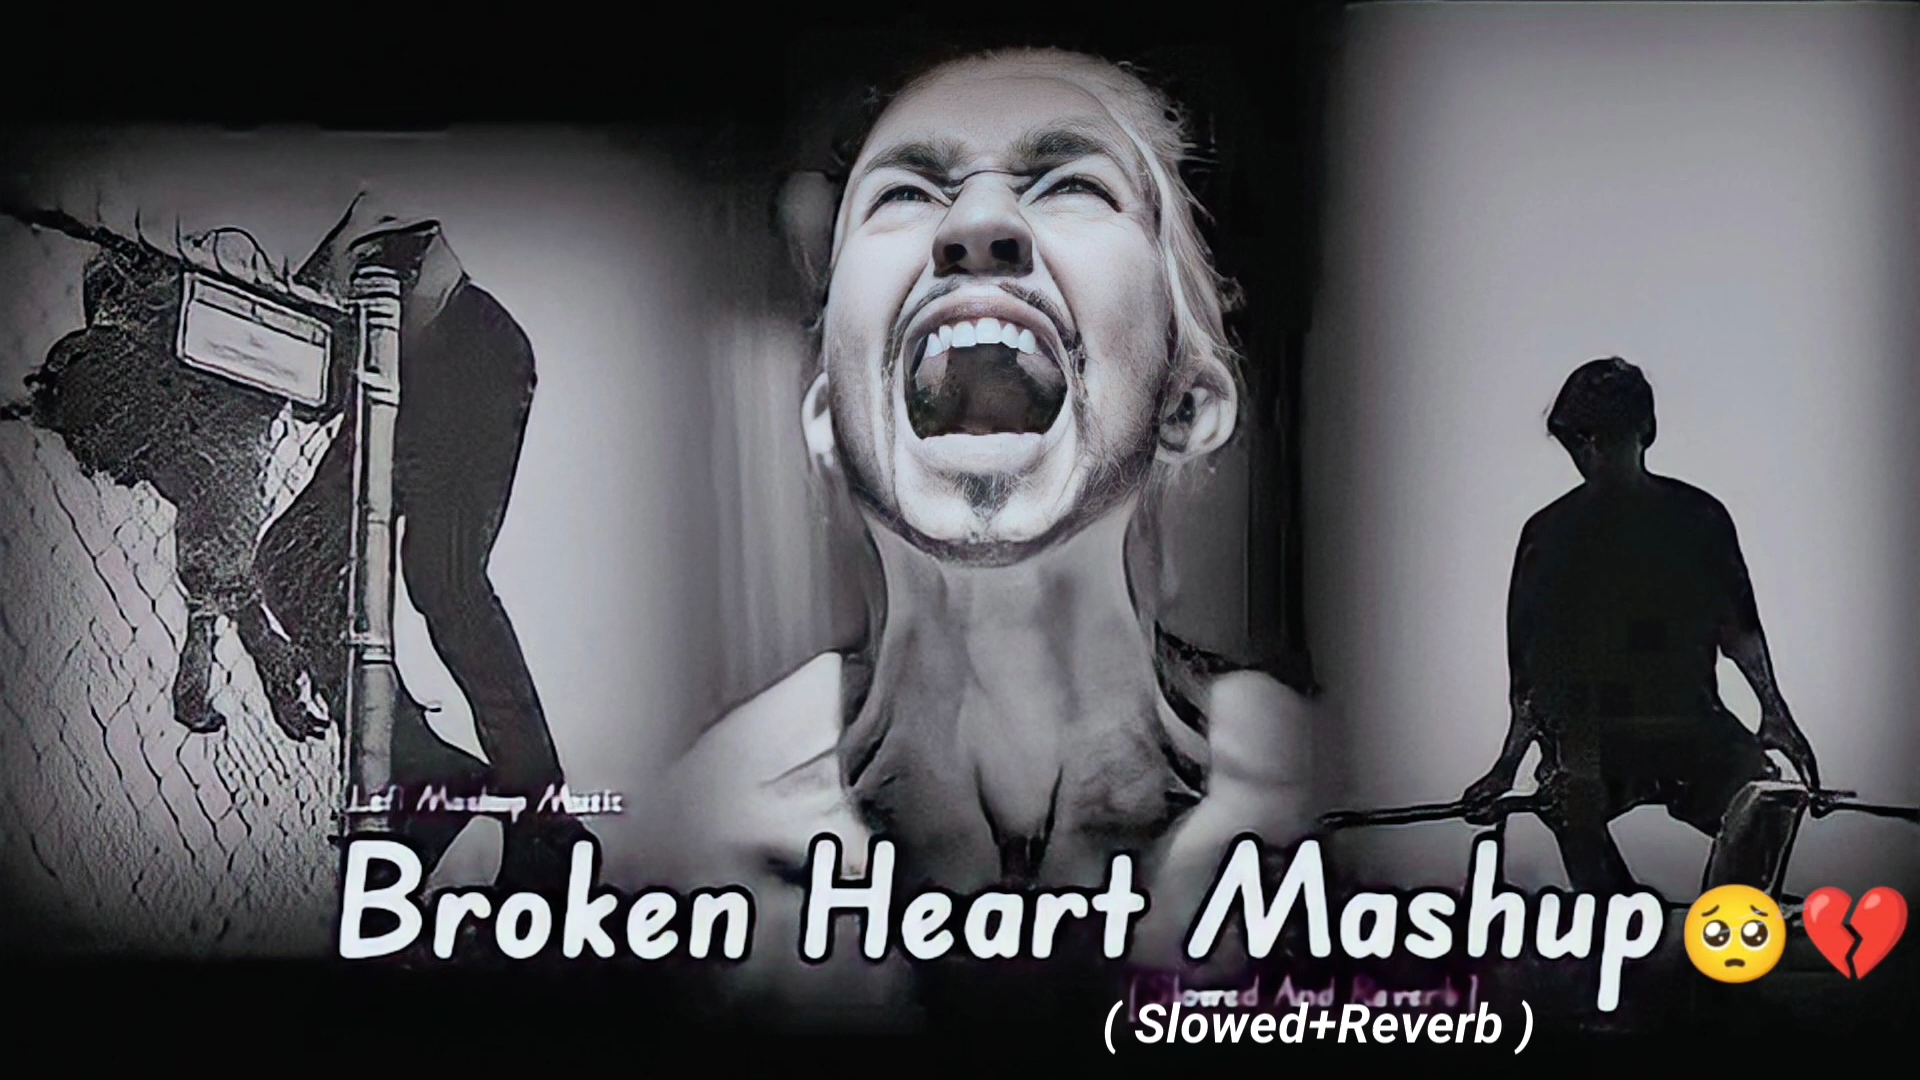 Lofi Mashup Music
Broken Heart Mashup🥺💔
[ Slowed And Reverb ]
( Slowed+Reverb )